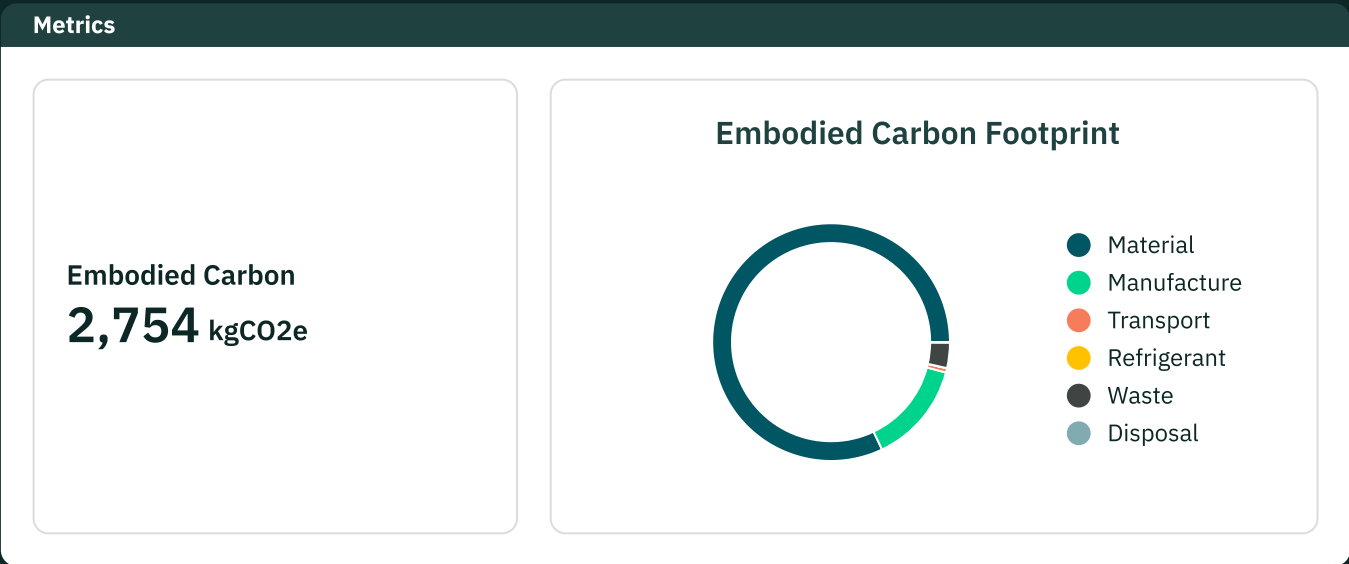 Metrics
Embodied Carbon
2,754 kgCO2e
Embodied Carbon Footprint
Material
Manufacture
Transport
Refrigerant
Waste
Disposal